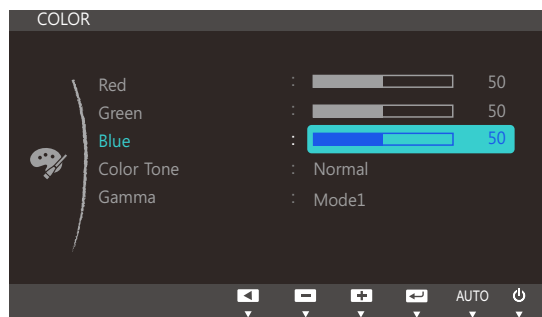 COLOR
Red : 50
Green : 50
Blue : 50
Color Tone : Normal
Gamma : Mode1
AUTO